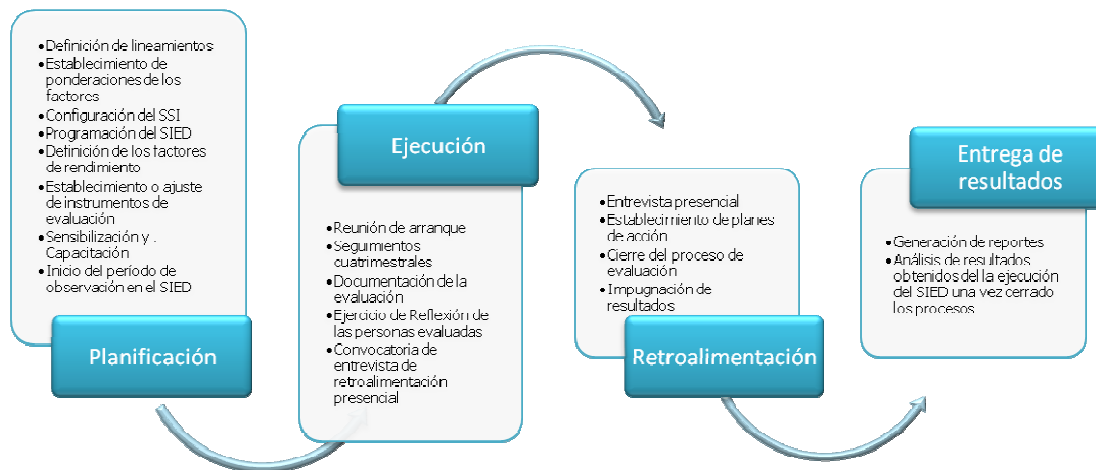 •Definición de lineamientos
•Establecimiento de
ponderaciones de los
factores
•Configuración del SSI
•Programación del SIED
•Definición de los factores
de rendimiento
•Establecimiento o ajuste
de instrumentos de
evaluación
•Sensibilización y .
Capacitación
•Inicio del período de
observación en el SIED
Planificación
Ejecución
•Reunión de arranque
•Seguimientos
cuatrimestrales
•Documentación de la
evaluación
•Ejercicio de Reflexión de
las personas evaluadas
•Convocatoria de
entrevista de
retroalimentación
presencial
•Entrevista presencial
•Establecimiento de planes
de acción
•Cierre del proceso de
evaluación
•Impugnación de
resultados
Retroalimentación
Entrega de
resultados
•Generación de reportes
•Análisis de resultados
obtenidos del la ejecución
del SIED una vez cerrado
los procesos